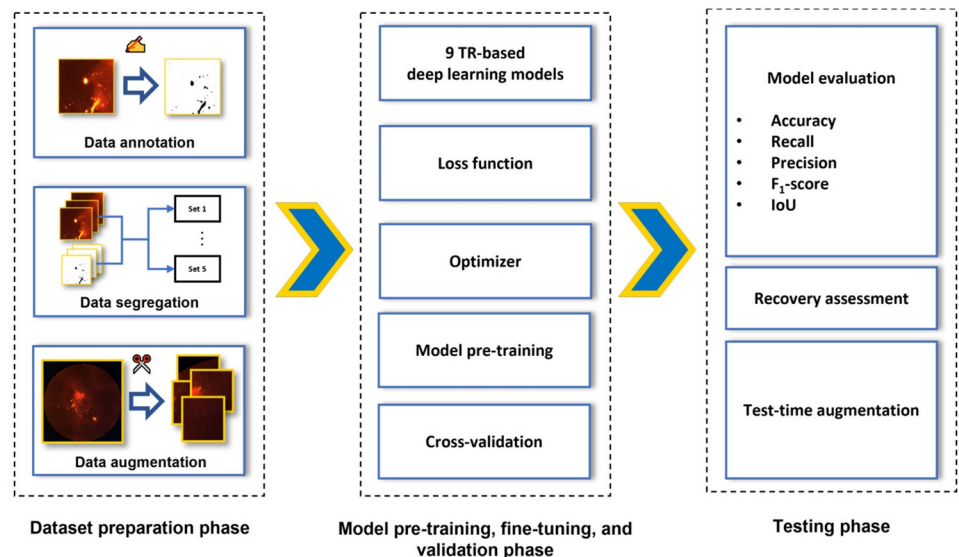 Data annotation
Set 1
Set 5
Data segregation
Data augmentation
Dataset preparation phase
9 TR-based
deep learning models
Loss function
Optimizer
Model pre-training
Cross-validation
Model pre-training, fine-tuning, and
validation phase
Model evaluation
• Accuracy
• Recall
• Precision
• F₁-score
• IoU
Recovery assessment
Test-time augmentation
Testing phase